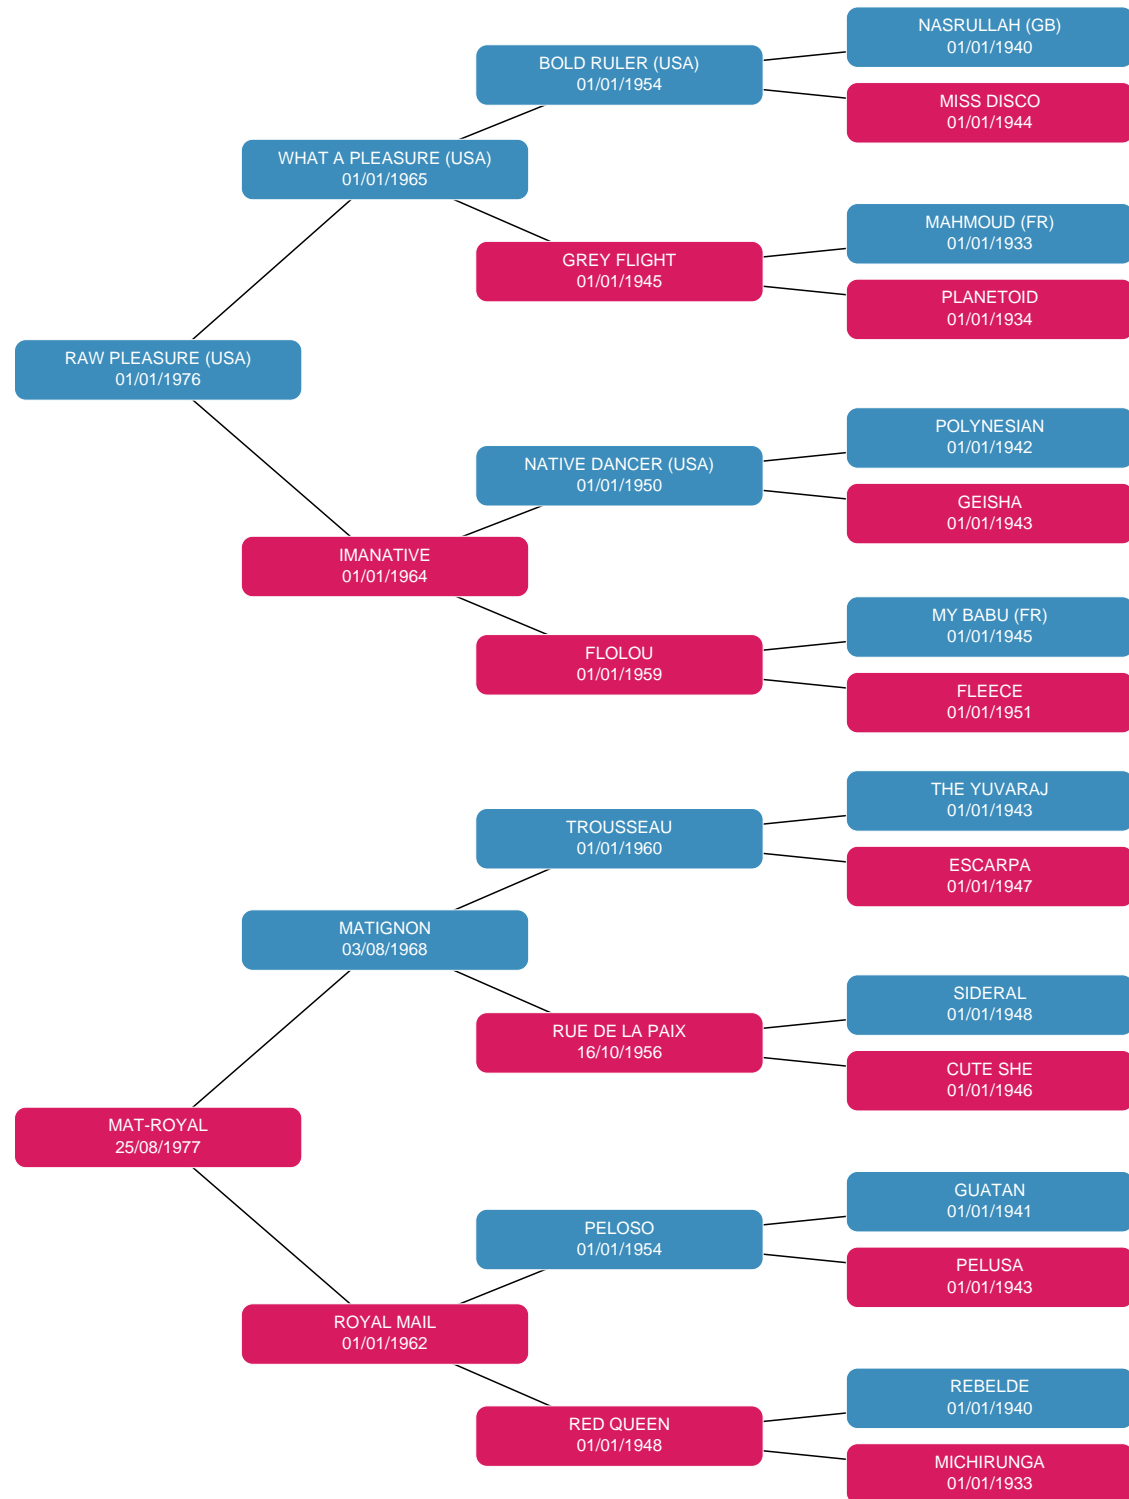 NASRULLAH (GB)
01/01/1940
BOLD RULER (USA)
01/01/1954
MISS DISCO
01/01/1944
WHAT A PLEASURE (USA)
01/01/1965
MAHMOUD (FR)
01/01/1933
GREY FLIGHT
01/01/1945
PLANETOID
01/01/1934
RAW PLEASURE (USA)
01/01/1976
POLYNESIAN
01/01/1942
NATIVE DANCER (USA)
01/01/1950
GEISHA
01/01/1943
IMANATIVE
01/01/1964
MY BABU (FR)
01/01/1945
FLOLOU
01/01/1959
FLEECE
01/01/1951
THE YUVARAJ
01/01/1943
TROUSSEAU
01/01/1960
ESCARPA
01/01/1947
MATIGNON
03/08/1968
SIDERAL
01/01/1948
RUE DE LA PAIX
16/10/1956
CUTE SHE
01/01/1946
MAT-ROYAL
25/08/1977
GUATAN
01/01/1941
PELOSO
01/01/1954
PELUSA
01/01/1943
ROYAL MAIL
01/01/1962
REBELDE
01/01/1940
RED QUEEN
01/01/1948
MICHIRUNGA
01/01/1933